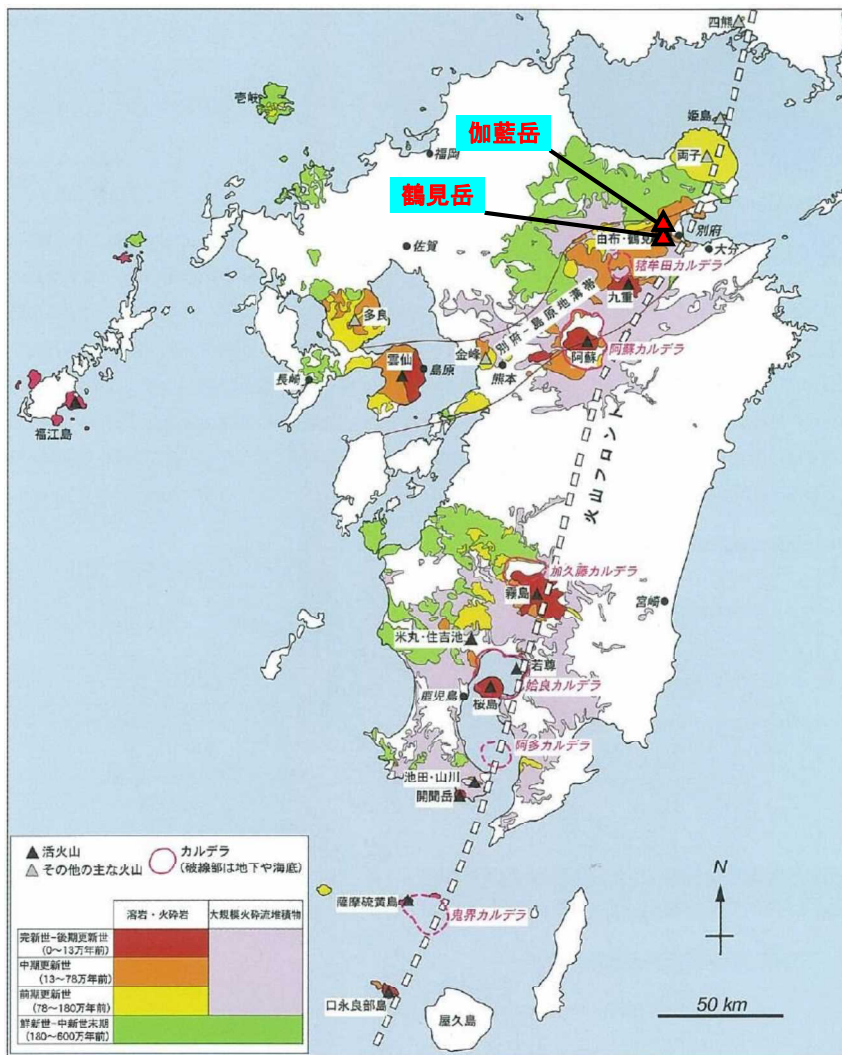 四熊
壱岐
姫島
伽藍岳
両子
福岡
鶴見岳
別府
由布・鶴見
大分
佐賀
猪牟田カルデラ
九重
多良
別府－島原地溝帯
金峰
阿蘇
阿蘇カルデラ
雲仙
島原
熊本
長崎
福江島
火山フロント
加久藤カルデラ
霧島
宮崎
米丸・住吉池
若尊
鹿児島
桜島
姶良カルデラ
阿多カルデラ
池田・山川
開聞岳
活火山
カルデラ
その他の主な火山
(破線部は地下や海底)
N
薩摩硫黄島
鬼界カルデラ
溶岩・火砕岩
大規模火砕流堆積物
完新世－後期更新世
(0～13万年前)
中期更新世
(13～78万年前)
前期更新世
(78～180万年前)
鮮新世－中新世末期
(180～600万年前)
口永良部島
屋久島
50 km